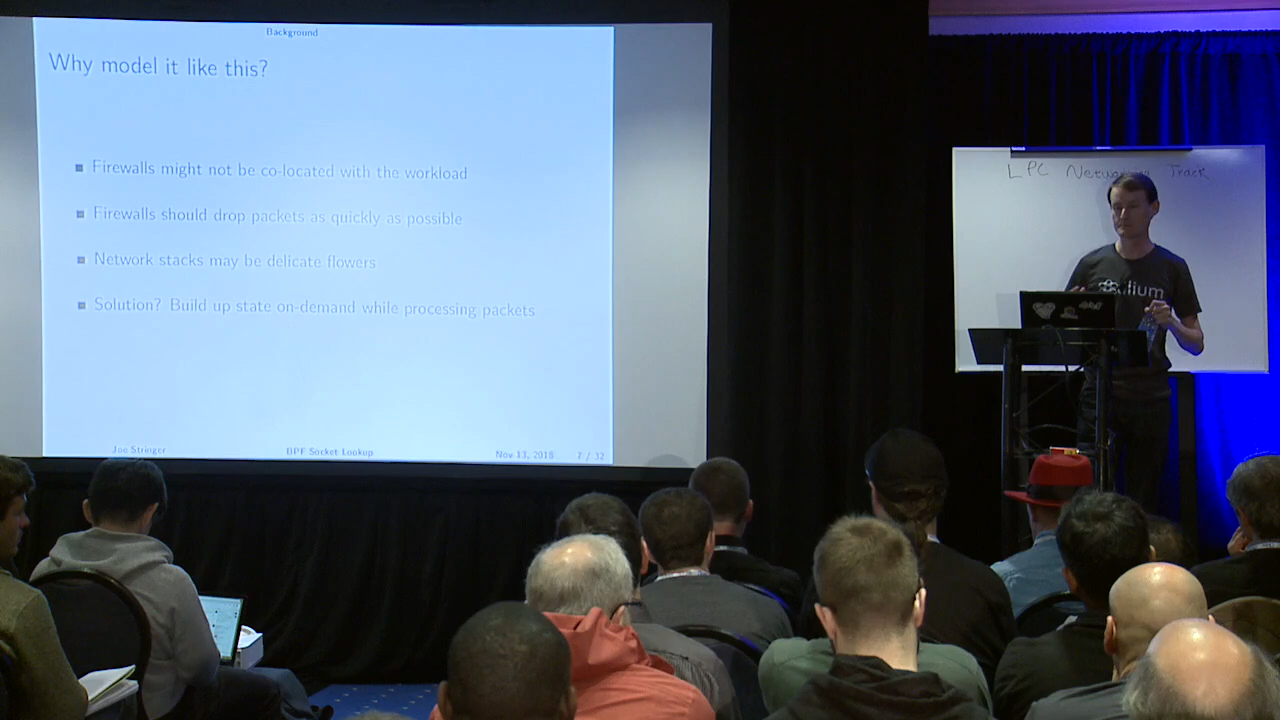 Background
Why model it like this?
Firewalls might not be co-located with the workload
Firewalls should drop packets as quickly as possible
Network stacks may be delicate flowers
Solution? Build up state on-demand while processing packets
Joe Stringer BPF Socket Lookup Nov 13, 2018 7 / 32
LPC Networking Track